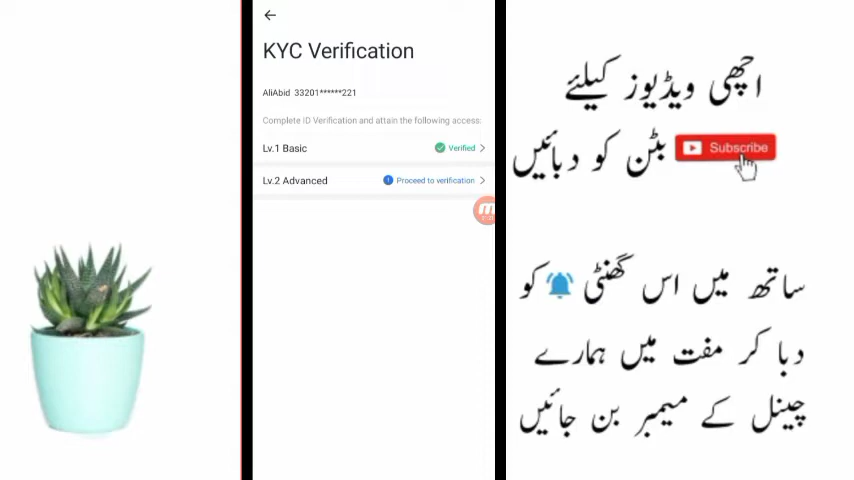 KYC Verification
AliAbid 33201******221
Complete ID Verification and attain the following access:
Lv.1 Basic Verified
Lv.2 Advanced Proceed to verification
اچھی ویڈیوز کیلئے
Subscribe بٹن کو دبائیں
ساتھ میں اس گھنٹی کو
دبا کر مفت میں ہمارے
چینل کے میمبر بن جائیں